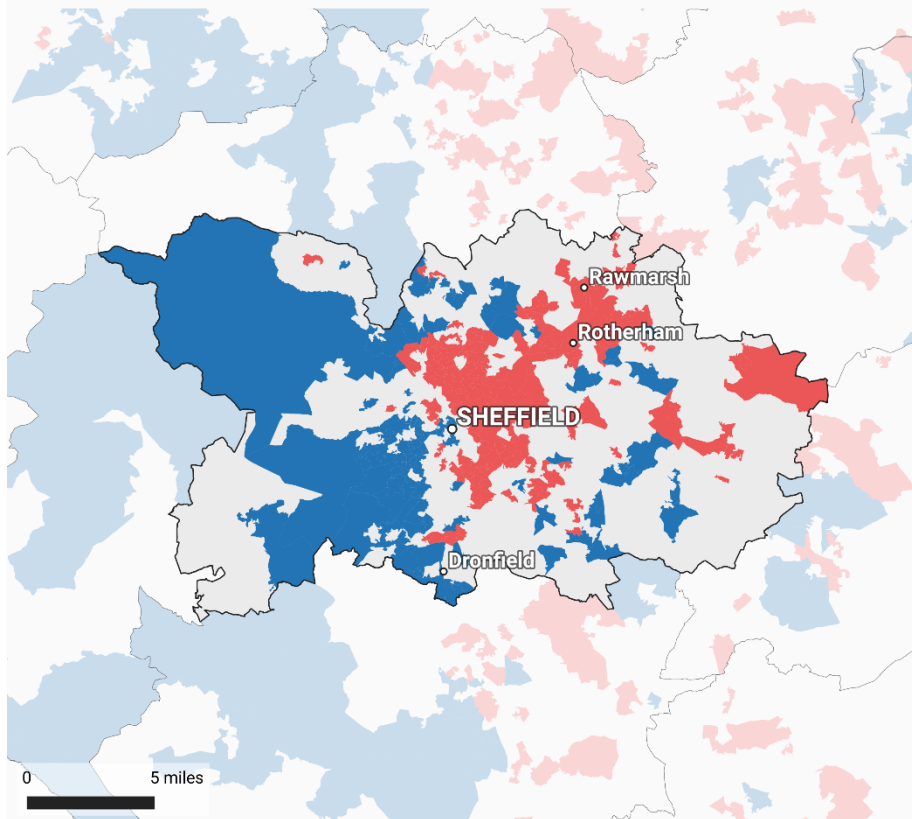 Rawmarsh
Rotherham
SHEFFIELD
Dronfield
0 5 miles